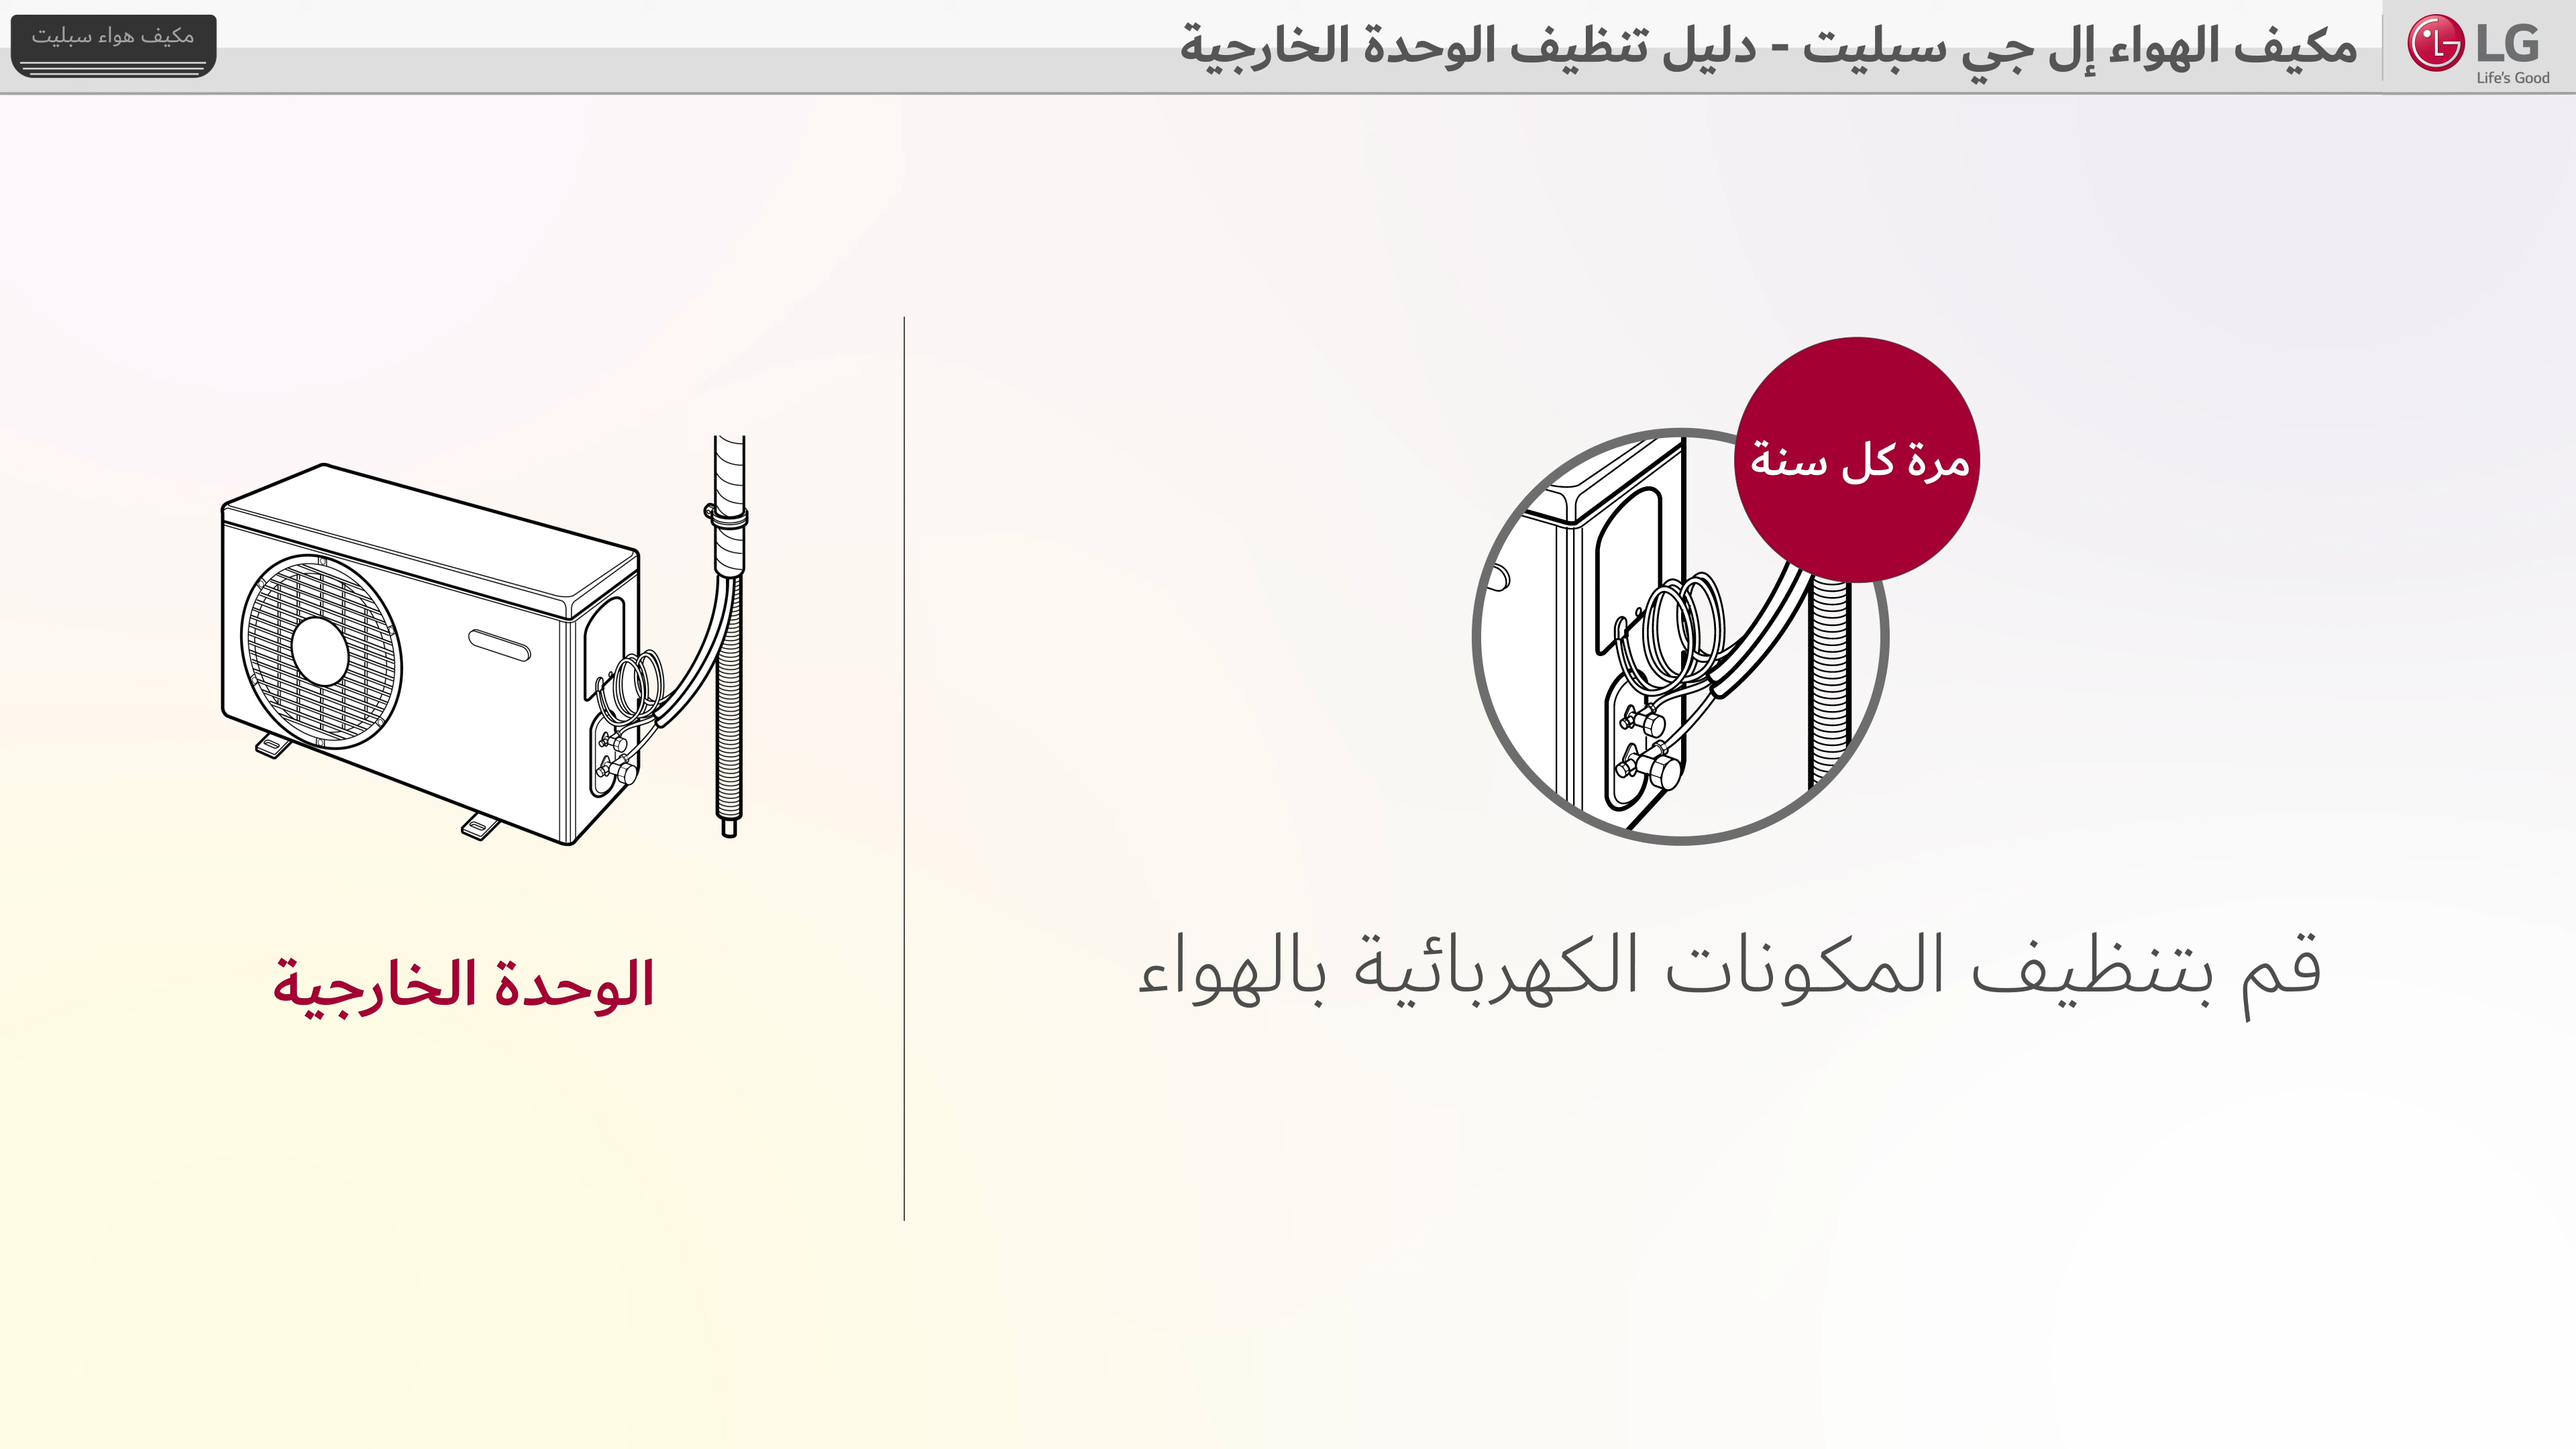 LG
Life's Good
مكيف الهواء إل جي سبليت - دليل تنظيف الوحدة الخارجية
مكيف هواء سبليت
مرة كل سنة
قم بتنظيف المكونات الكهربائية بالهواء
الوحدة الخارجية